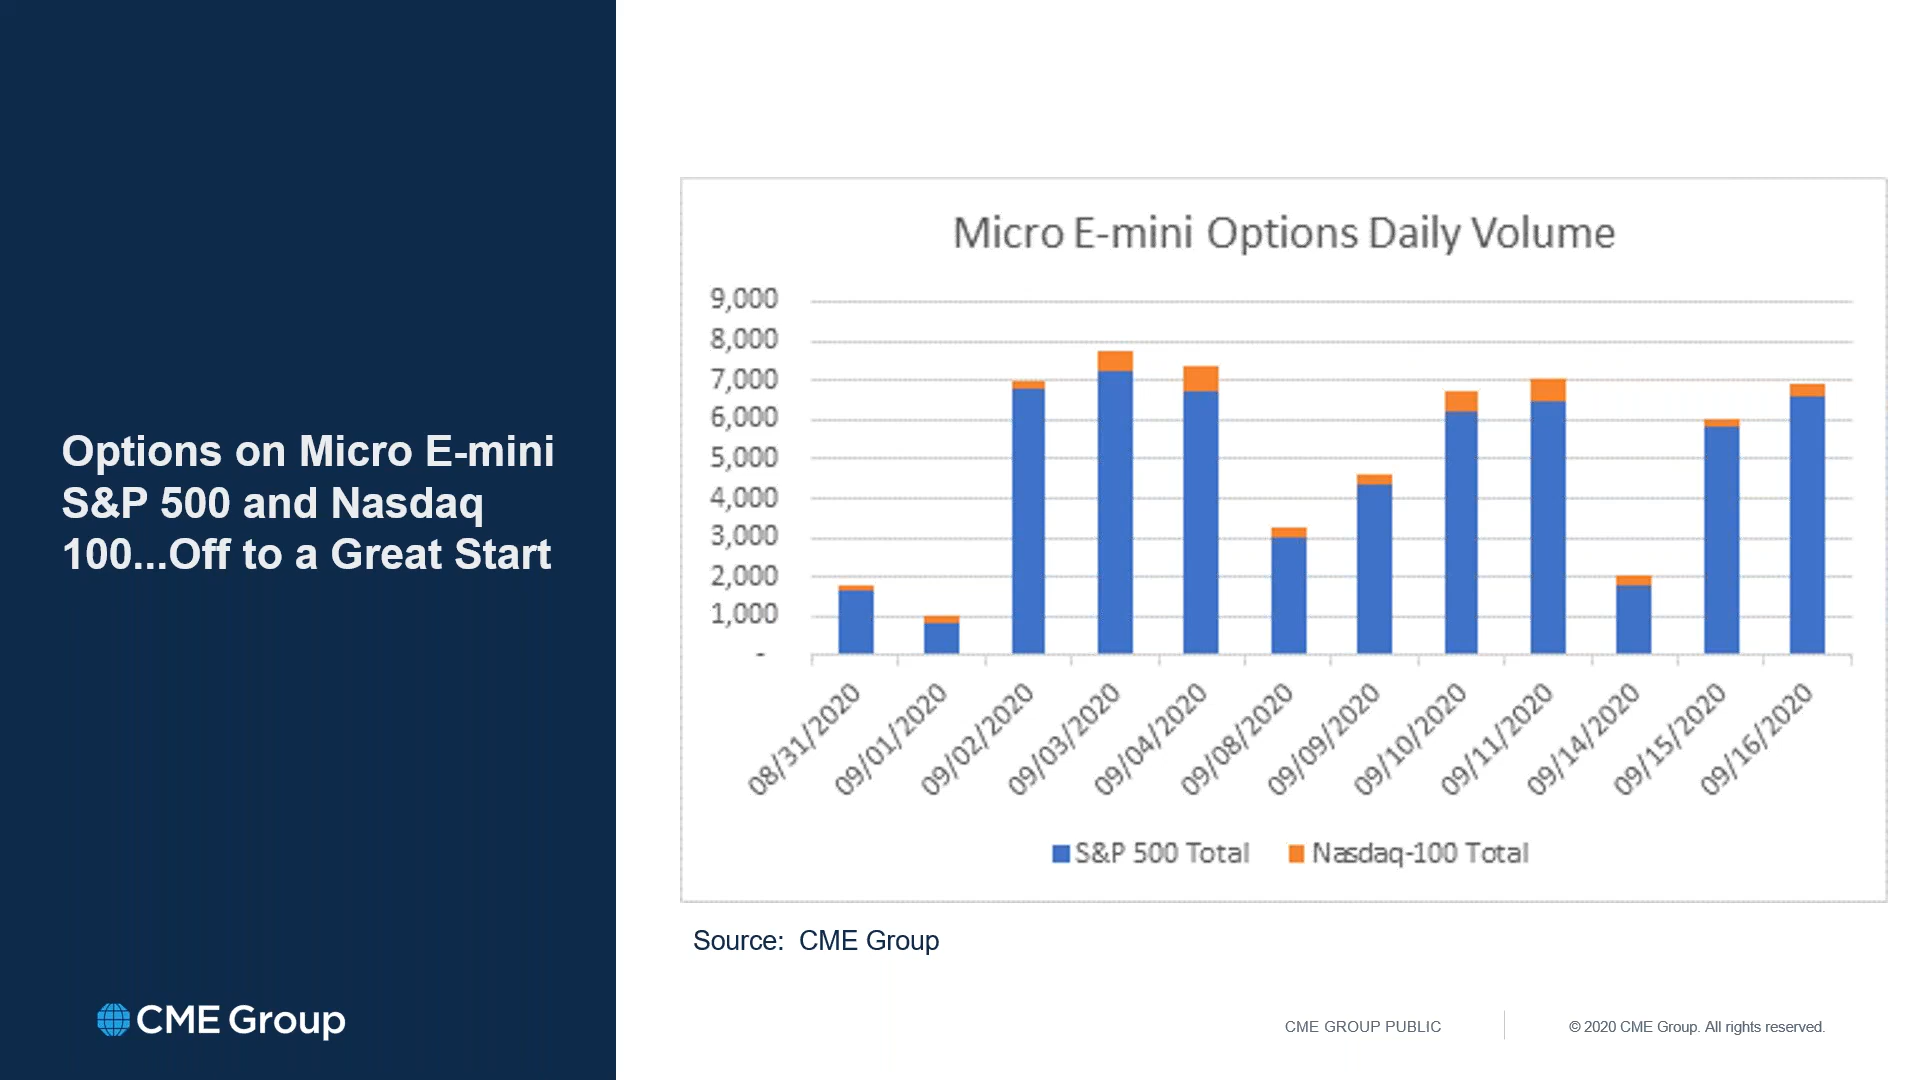 Options on Micro E-mini
S&P 500 and Nasdaq
100...Off to a Great Start
CME Group
Micro E-mini Options Daily Volume
9,000
8,000
7,000
6,000
5,000
4,000
3,000
2,000
1,000
-
08/31/2020
09/01/2020
09/02/2020
09/03/2020
09/04/2020
09/08/2020
09/09/2020
09/10/2020
09/11/2020
09/14/2020
09/15/2020
09/16/2020
S&P 500 Total
Nasdaq-100 Total
Source:  CME Group
CME GROUP PUBLIC
© 2020 CME Group. All rights reserved.